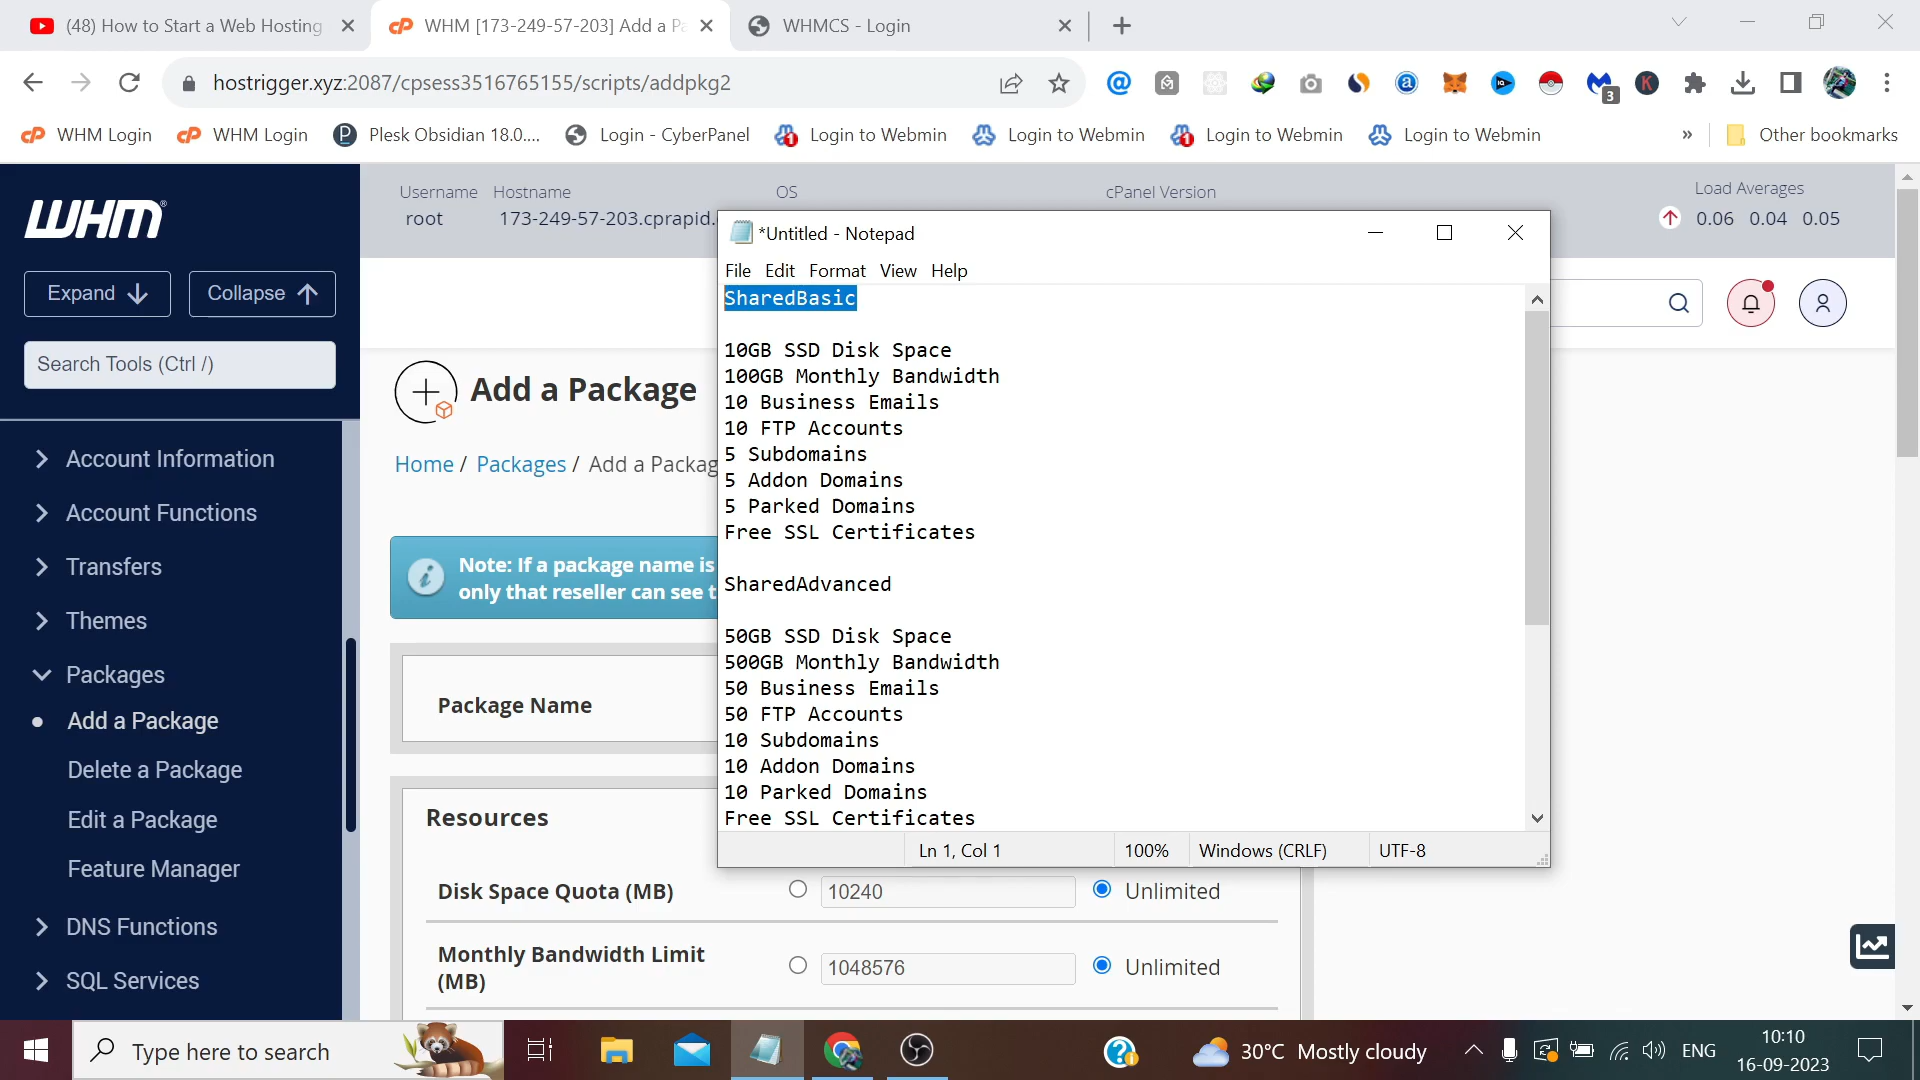 (48) How to Start a Web Hosting
WHM [173-249-57-203] Add a Pa
WHMCS - Login
hostrigger.xyz:2087/cpsess3516765155/scripts/addpkg2
3
WHM Login
WHM Login
Plesk Obsidian 18.0....
Login - CyberPanel
Login to Webmin
Login to Webmin
Login to Webmin
Login to Webmin
»
Other bookmarks
WHM
Expand
Collapse
Search Tools (Ctrl /)
Account Information
Account Functions
Transfers
Themes
Packages
Add a Package
Delete a Package
Edit a Package
Feature Manager
DNS Functions
SQL Services
Username
root
Hostname
173-249-57-203.cprapid.
OS
cPanel Version
Load Averages
0.06 0.04 0.05
Add a Package
Home / Packages / Add a Packag
Note: If a package name is
only that reseller can see t
Package Name
Resources
Disk Space Quota (MB)
10240
Unlimited
Monthly Bandwidth Limit
(MB)
1048576
Unlimited
*Untitled - Notepad
File Edit Format View Help
SharedBasic
10GB SSD Disk Space
100GB Monthly Bandwidth
10 Business Emails
10 FTP Accounts
5 Subdomains
5 Addon Domains
5 Parked Domains
Free SSL Certificates
SharedAdvanced
50GB SSD Disk Space
500GB Monthly Bandwidth
50 Business Emails
50 FTP Accounts
10 Subdomains
10 Addon Domains
10 Parked Domains
Free SSL Certificates
Ln 1, Col 1
100%
Windows (CRLF)
UTF-8
Type here to search
30°C Mostly cloudy
ENG
10:10
16-09-2023